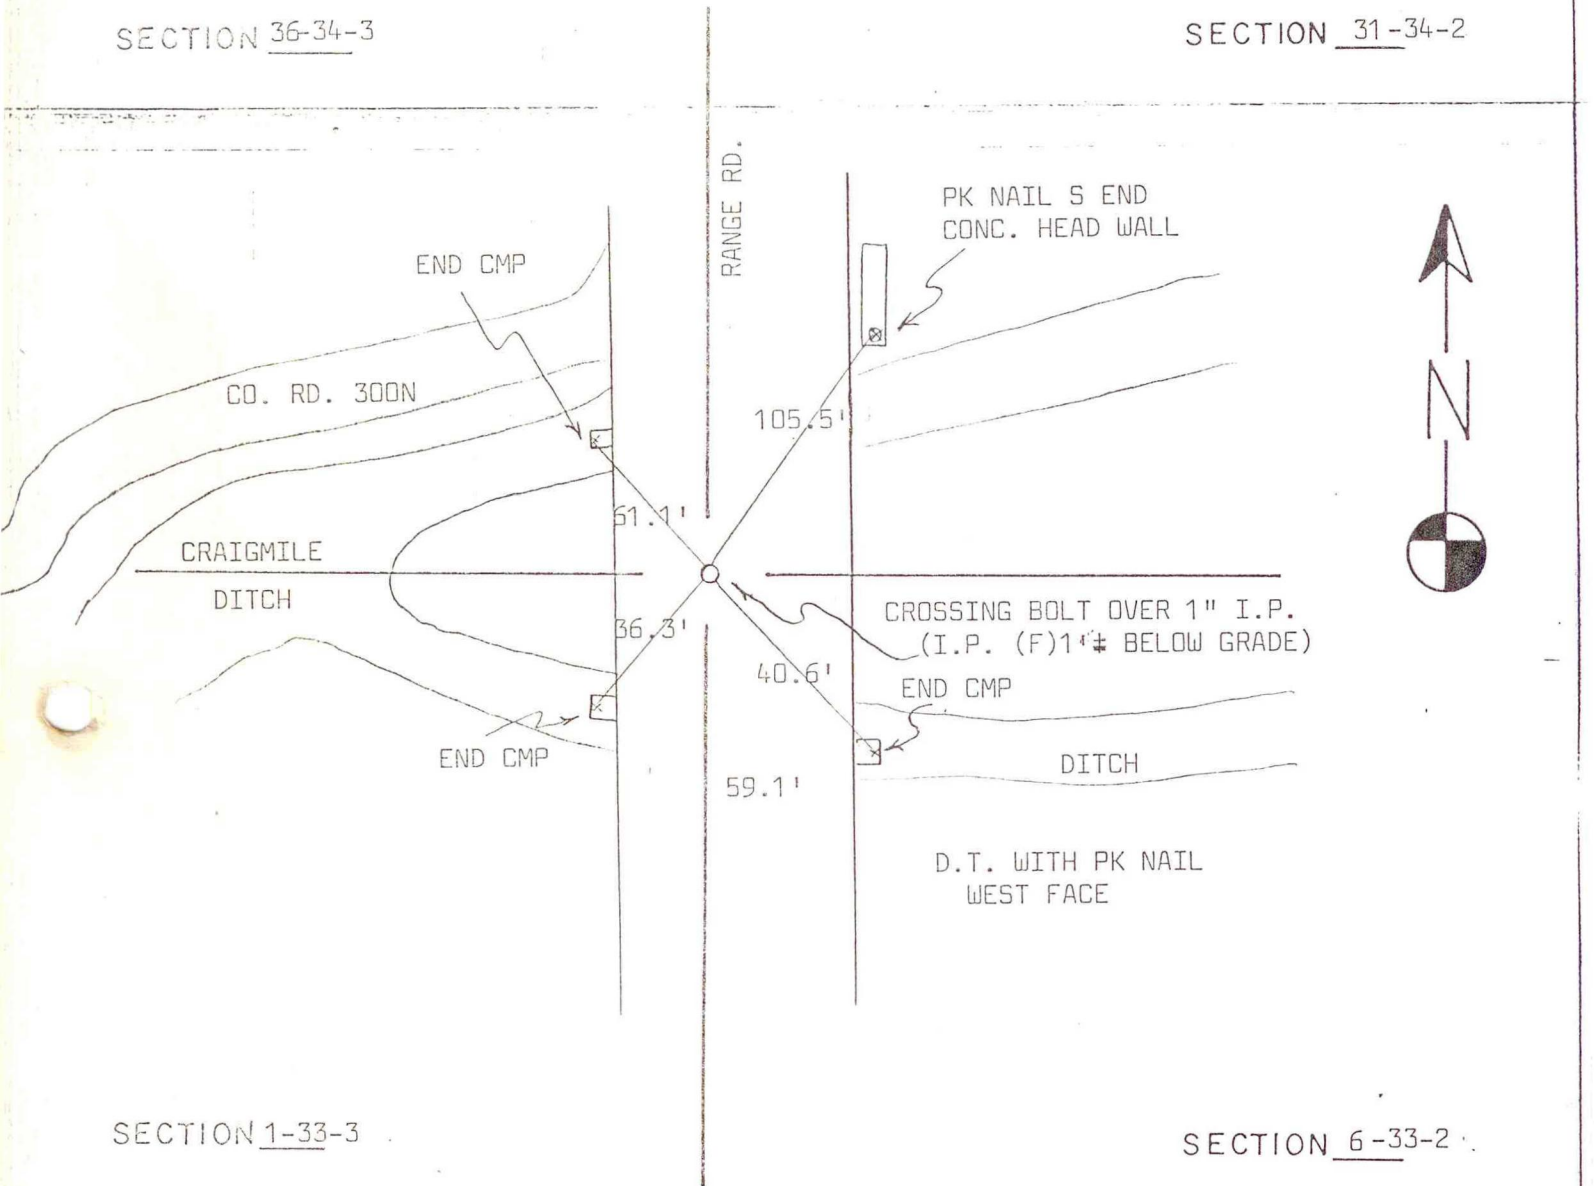 SECTION 36-34-3
SECTION 31-34-2
RANGE RD.
PK NAIL S END
CONC. HEAD WALL
END CMP
CO. RD. 300N
105.5'
N
61.1'
CRAIGMILE
DITCH
CROSSING BOLT OVER 1" I.P.
(I.P. (F)1'± BELOW GRADE)
36.3'
40.6'
END CMP
END CMP
DITCH
59.1'
D.T. WITH PK NAIL
WEST FACE
SECTION 1-33-3
SECTION 6-33-2